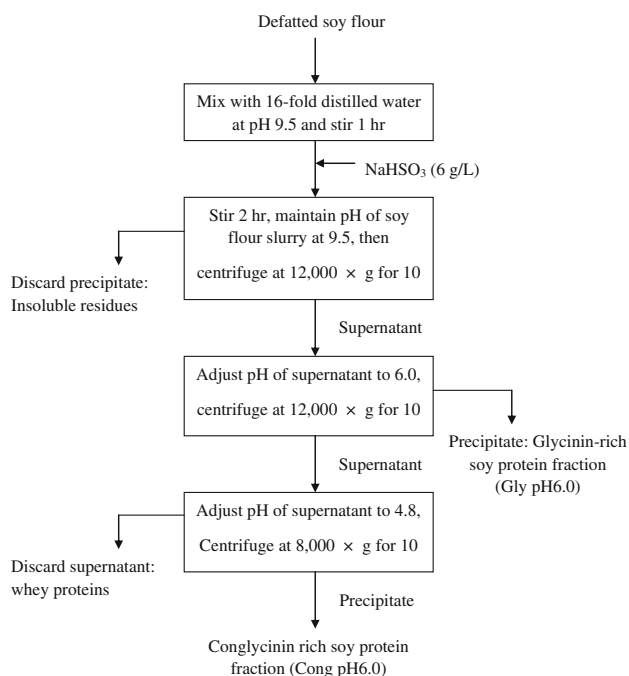 Defatted soy flour
Mix with 16-fold distilled water
at pH 9.5 and stir 1 hr
NaHSO₃ (6 g/L)
Stir 2 hr, maintain pH of soy
flour slurry at 9.5, then
centrifuge at 12,000 × g for 10
Discard precipitate:
Insoluble residues
Supernatant
Adjust pH of supernatant to 6.0,
centrifuge at 12,000 × g for 10
Precipitate: Glycinin-rich
soy protein fraction
(Gly pH6.0)
Supernatant
Adjust pH of supernatant to 4.8,
Centrifuge at 8,000 × g for 10
Discard supernatant:
whey proteins
Precipitate
Conglycinin rich soy protein
fraction (Cong pH6.0)